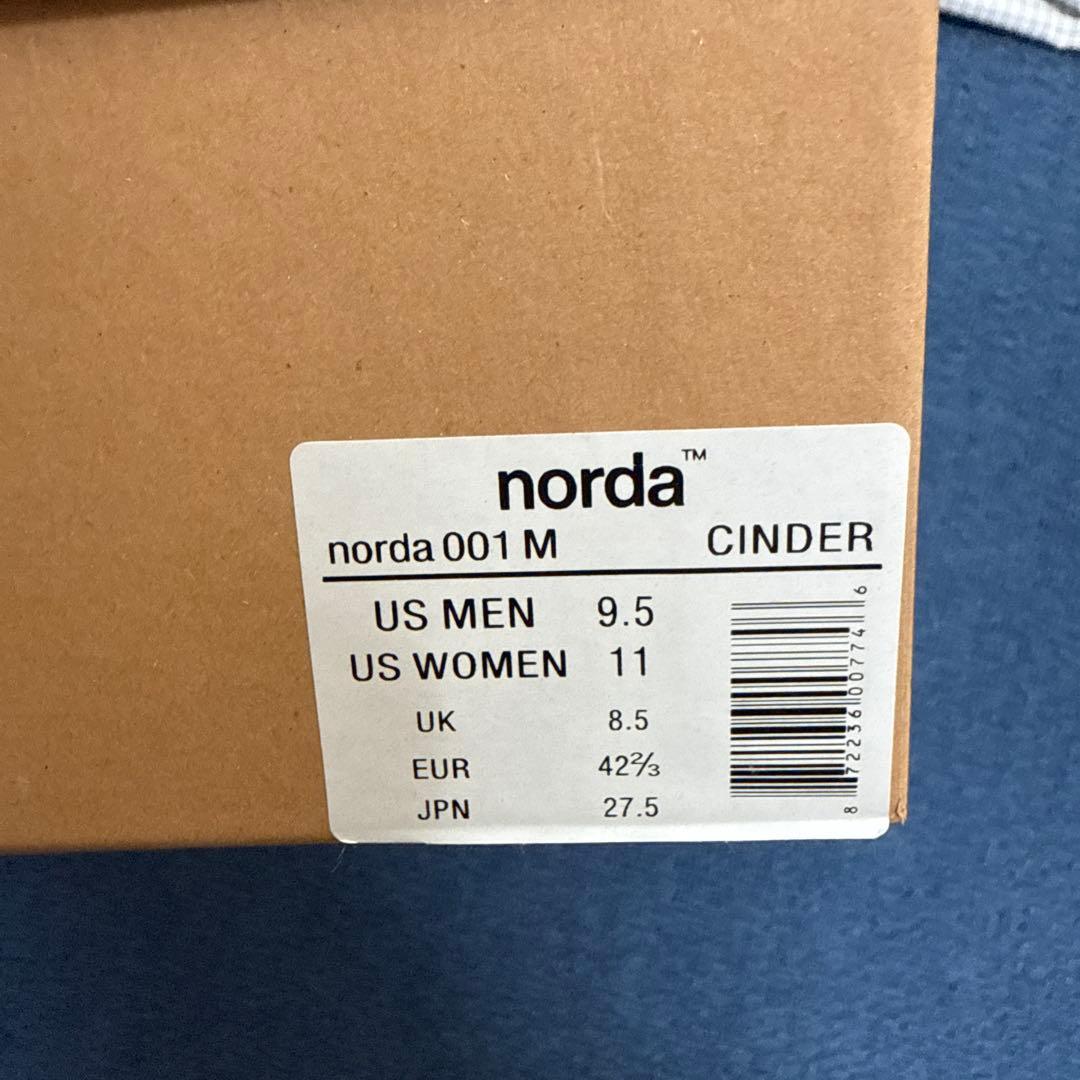 norda™
norda 001 M CINDER
US MEN 9.5
US WOMEN 11
UK 8.5
EUR 42⅔
JPN 27.5
8 72236 00774 6